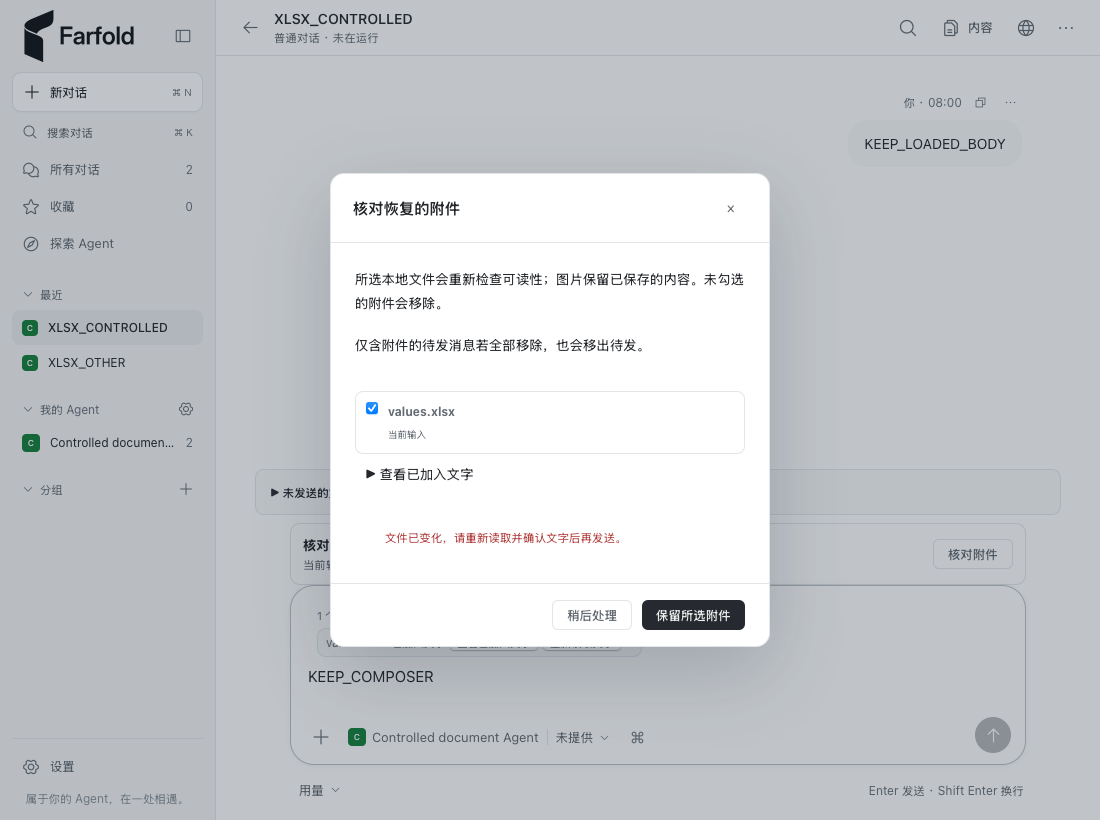 Farfold
新对话
⌘ N
搜索对话
⌘ K
所有对话
2
收藏
0
探索 Agent
最近
C
XLSX_CONTROLLED
C
XLSX_OTHER
我的 Agent
C
Controlled documen...
2
分组
设置
属于你的 Agent，在一处相遇。
XLSX_CONTROLLED
普通对话 · 未在运行
内容
你 · 08:00
KEEP_LOADED_BODY
核对恢复的附件
×
所选本地文件会重新检查可读性；图片保留已保存的内容。未勾选
的附件会移除。
仅含附件的待发消息若全部移除，也会移出待发。
values.xlsx
当前输入
查看已加入文字
文件已变化，请重新读取并确认文字后再发送。
稍后处理
保留所选附件
未发送的
核对
当前
核对附件
1 个
va
KEEP_COMPOSER
C
Controlled document Agent
未提供
⌘
用量
Enter 发送 · Shift Enter 换行